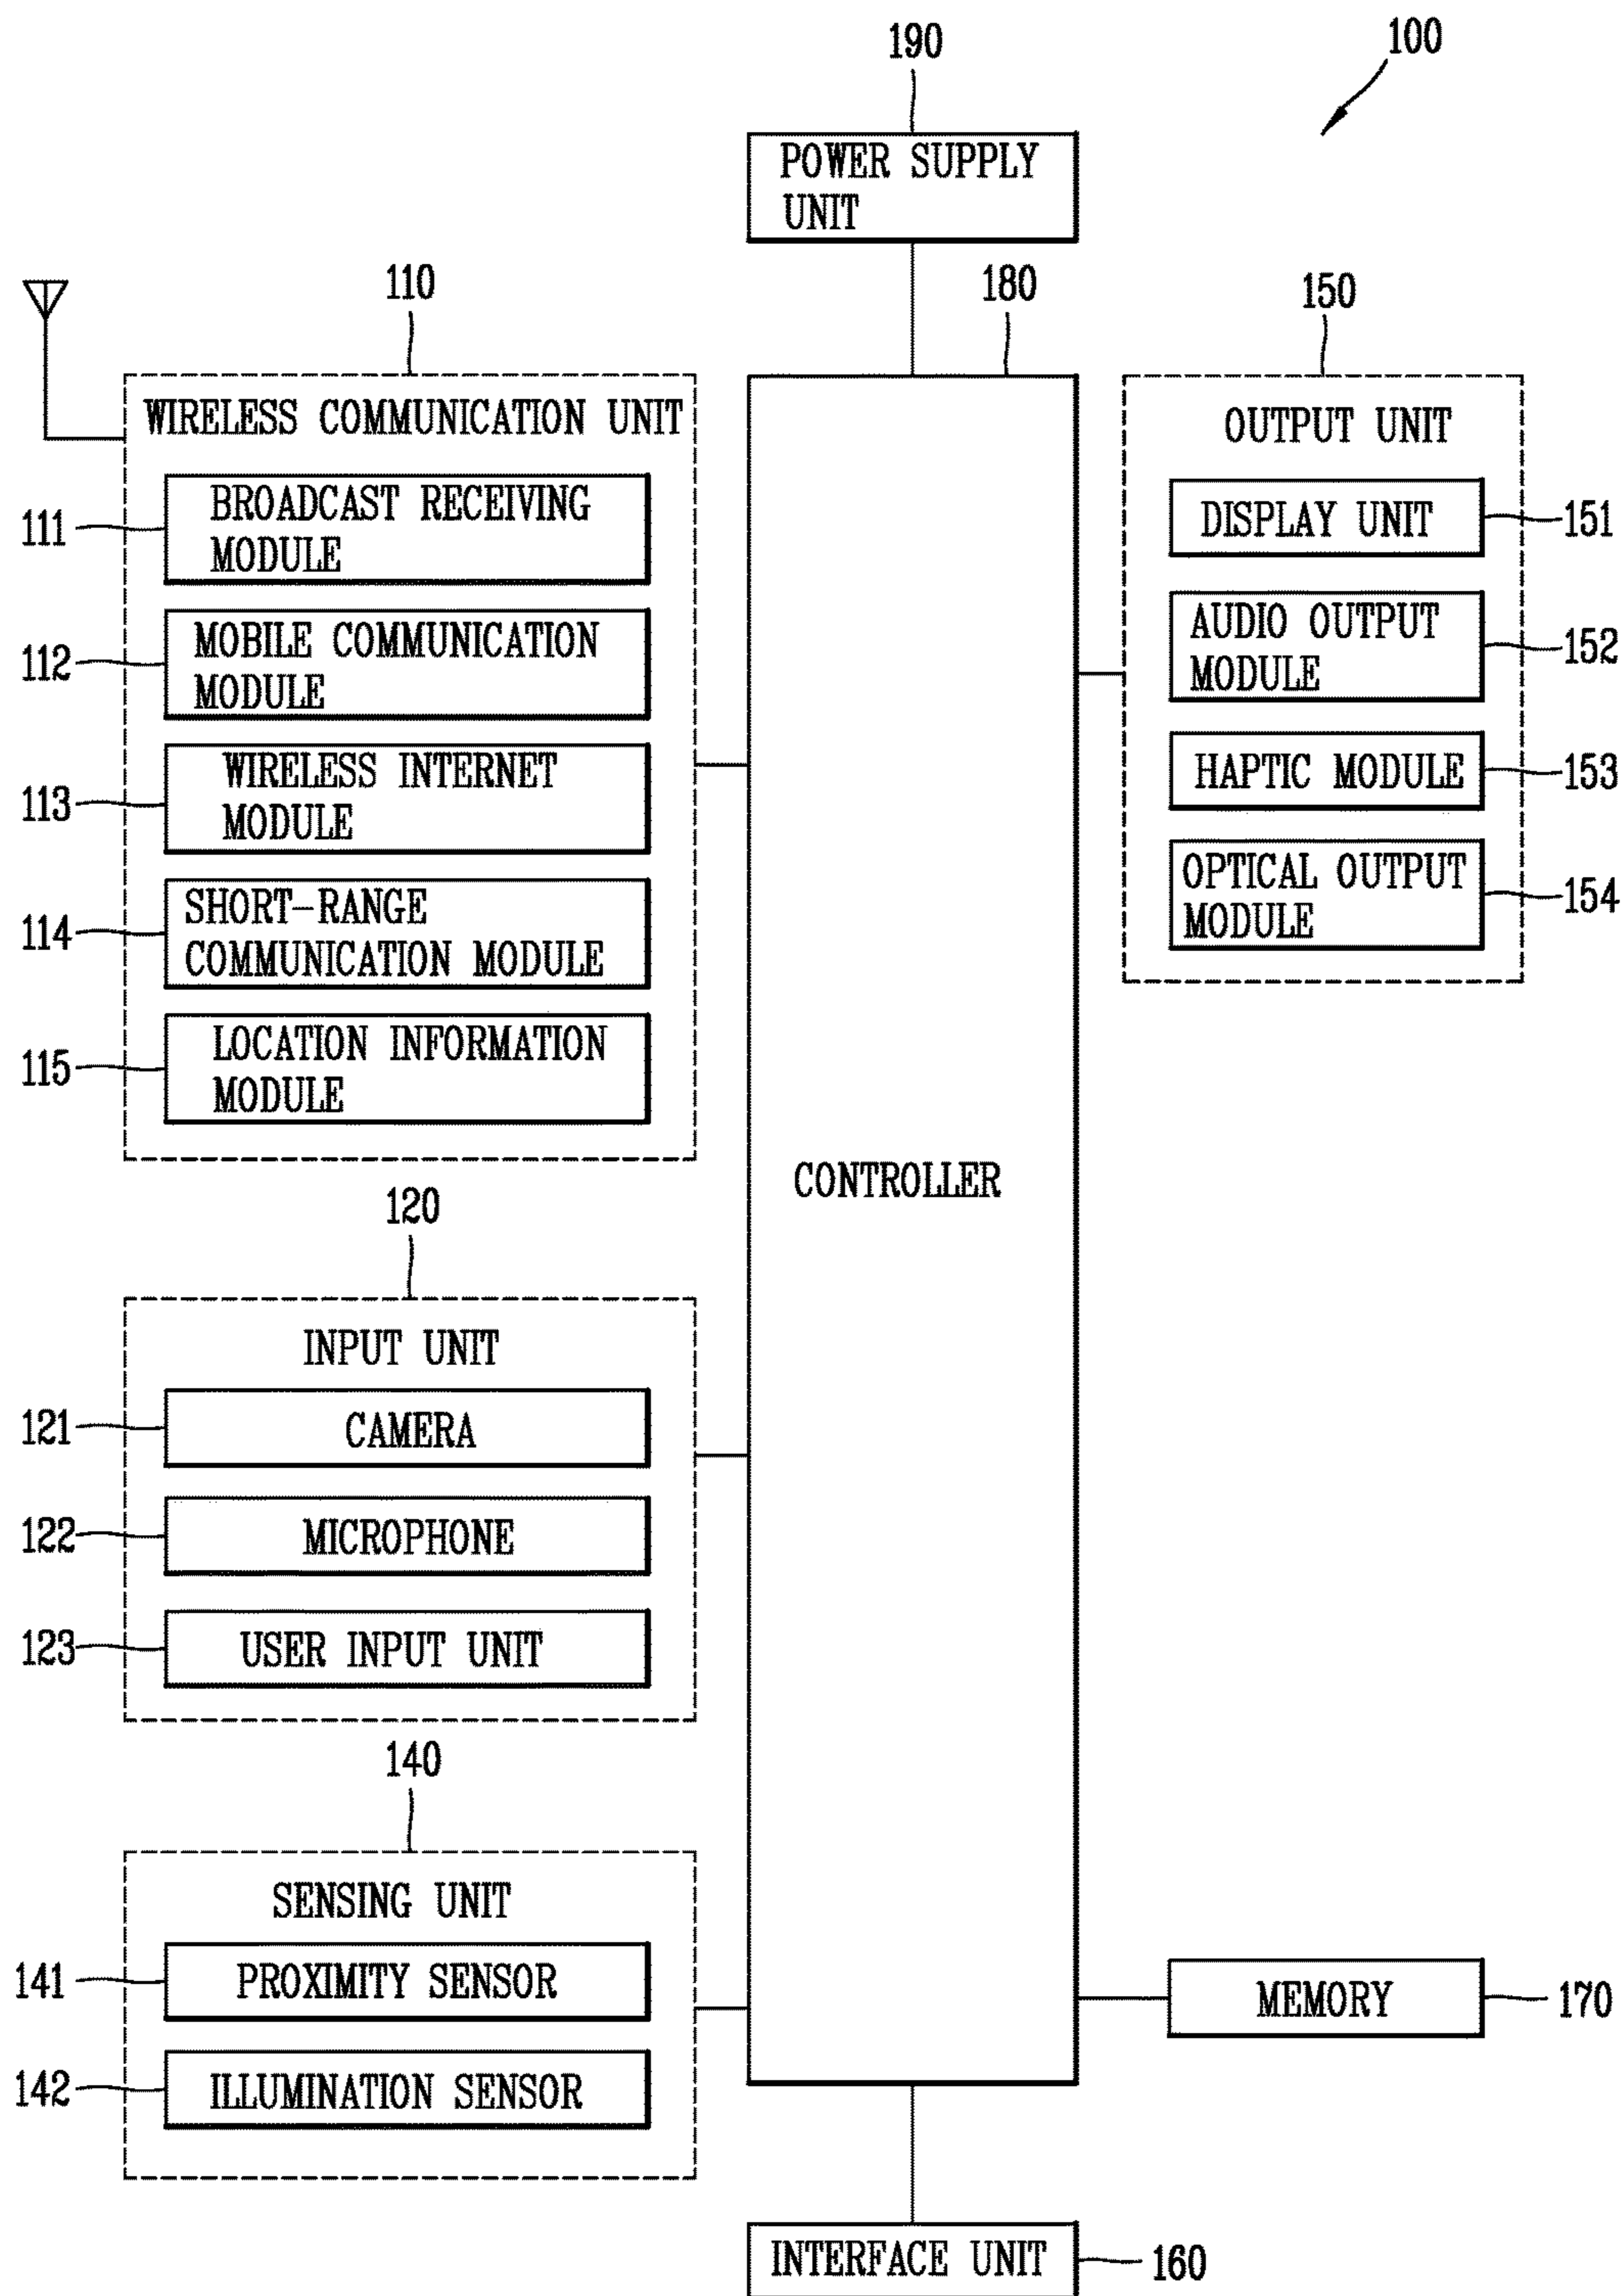 100
190
POWER SUPPLY
UNIT
110
WIRELESS COMMUNICATION UNIT
111
BROADCAST RECEIVING
MODULE
112
MOBILE COMMUNICATION
MODULE
113
WIRELESS INTERNET
MODULE
114
SHORT-RANGE
COMMUNICATION MODULE
115
LOCATION INFORMATION
MODULE
120
INPUT UNIT
121
CAMERA
122
MICROPHONE
123
USER INPUT UNIT
140
SENSING UNIT
141
PROXIMITY SENSOR
142
ILLUMINATION SENSOR
180
CONTROLLER
150
OUTPUT UNIT
DISPLAY UNIT
151
AUDIO OUTPUT
MODULE
152
HAPTIC MODULE
153
OPTICAL OUTPUT
MODULE
154
MEMORY
170
INTERFACE UNIT
160